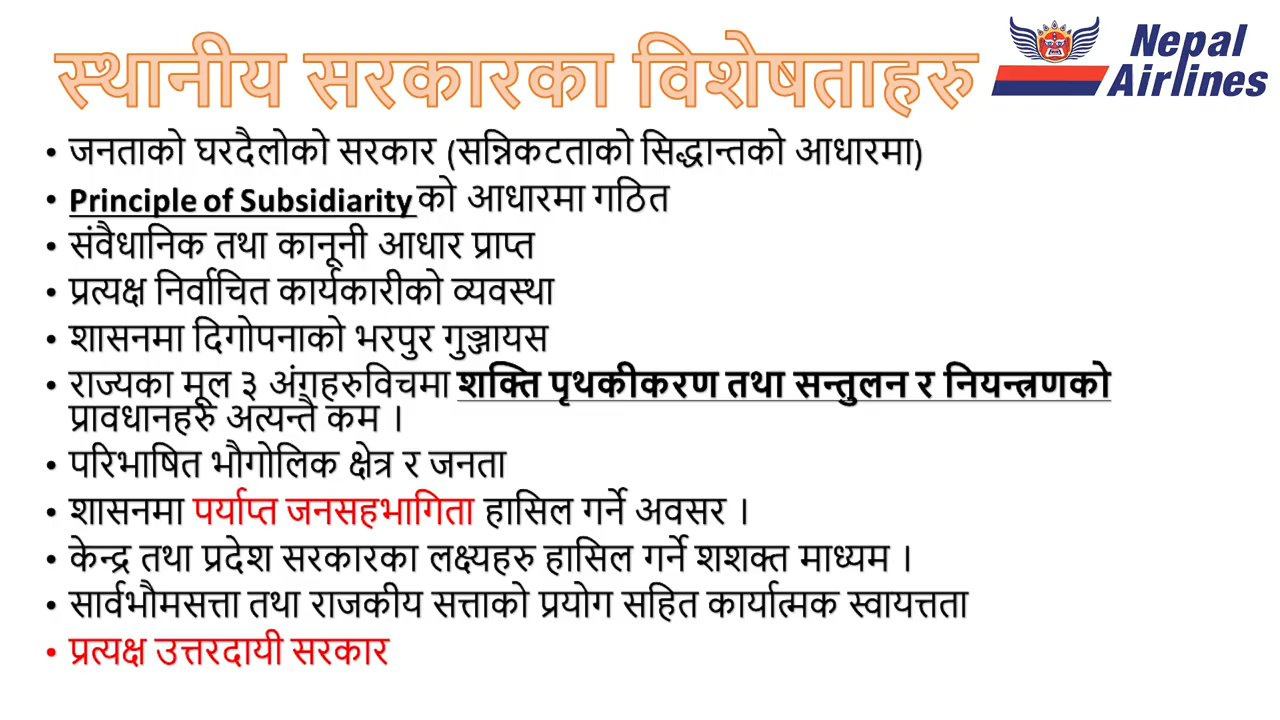 स्थानीय सरकारका विशेषताहरु
Nepal
Airlines
• जनताको घरदैलोको सरकार (सन्निकटताको सिद्धान्तको आधारमा)
• Principle of Subsidiarity को आधारमा गठित
• संवैधानिक तथा कानूनी आधार प्राप्त
• प्रत्यक्ष निर्वाचित कार्यकारीको व्यवस्था
• शासनमा दिगोपनाको भरपुर गुञ्जायस
• राज्यका मूल ३ अंगहरुविचमा शक्ति पृथकीकरण तथा सन्तुलन र नियन्त्रणको
प्रावधानहरु अत्यन्तै कम ।
• परिभाषित भौगोलिक क्षेत्र र जनता
• शासनमा पर्याप्त जनसहभागिता हासिल गर्ने अवसर ।
• केन्द्र तथा प्रदेश सरकारका लक्ष्यहरु हासिल गर्ने शशक्त माध्यम ।
• सार्वभौमसत्ता तथा राजकीय सत्ताको प्रयोग सहित कार्यात्मक स्वायत्तता
• प्रत्यक्ष उत्तरदायी सरकार